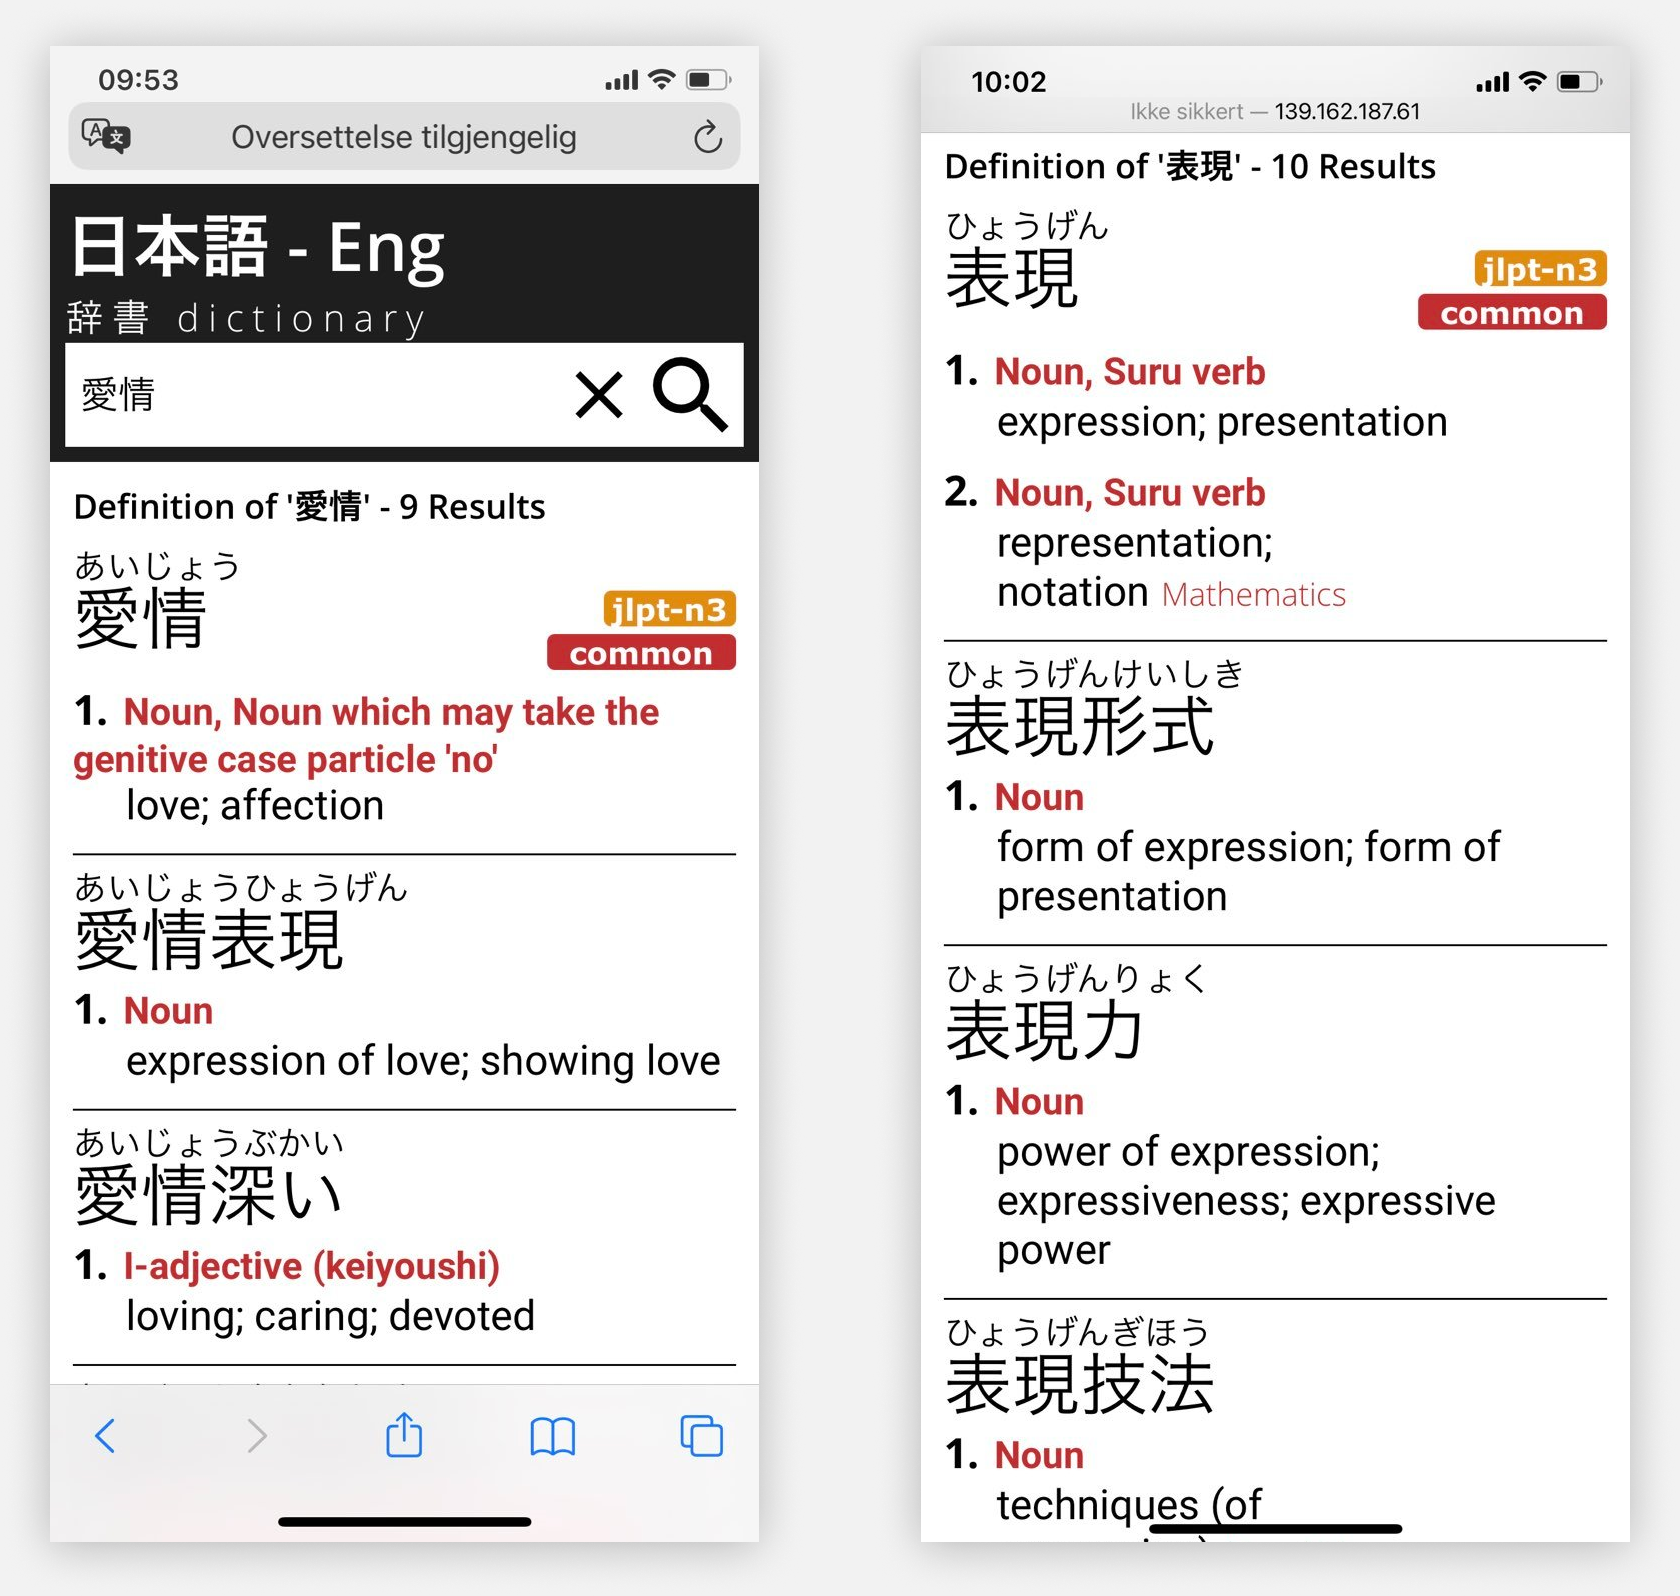 09:53
Oversettelse tilgjengelig
日本語 - Eng
辞書 dictionary
愛情
Definition of '愛情' - 9 Results
あいじょう
愛情
jlpt-n3
common
1. Noun, Noun which may take the
genitive case particle 'no'
love; affection
あいじょうひょうげん
愛情表現
1. Noun
expression of love; showing love
あいじょうぶかい
愛情深い
1. I-adjective (keiyoushi)
loving; caring; devoted
10:02
Ikke sikkert — 139.162.187.61
Definition of '表現' - 10 Results
ひょうげん
表現
jlpt-n3
common
1. Noun, Suru verb
expression; presentation
2. Noun, Suru verb
representation;
notation Mathematics
ひょうげんけいしき
表現形式
1. Noun
form of expression; form of
presentation
ひょうげんりょく
表現力
1. Noun
power of expression;
expressiveness; expressive
power
ひょうげんぎほう
表現技法
1. Noun
techniques (of